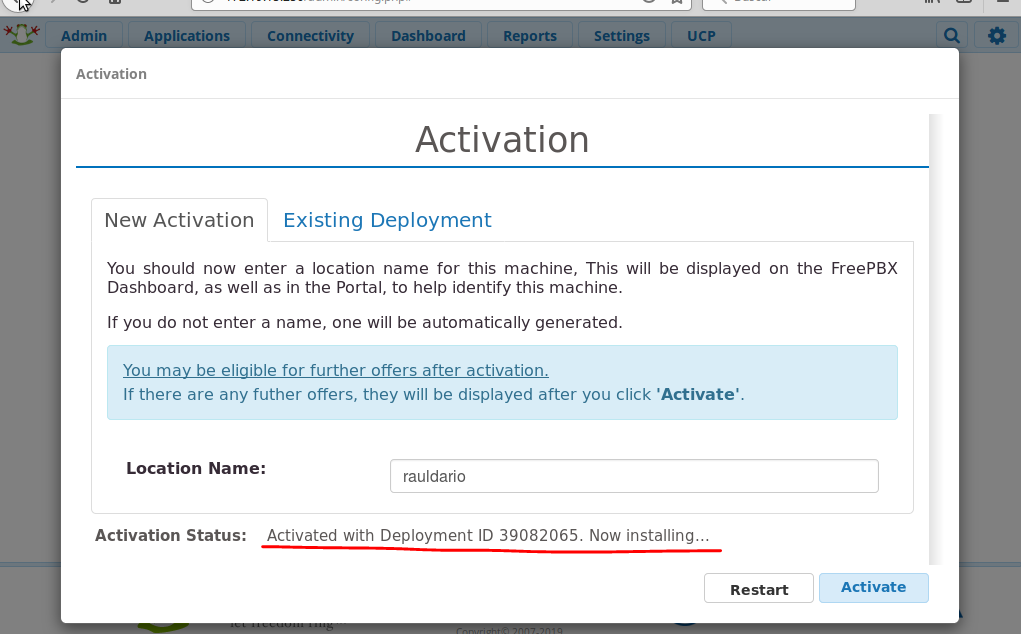 Admin Applications Connectivity Dashboard Reports Settings UCP
Activation
Activation
New Activation Existing Deployment
You should now enter a location name for this machine, This will be displayed on the FreePBX
Dashboard, as well as in the Portal, to help identify this machine.
If you do not enter a name, one will be automatically generated.
You may be eligible for further offers after activation.
If there are any futher offers, they will be displayed after you click 'Activate'.
Location Name: rauldario
Activation Status: Activated with Deployment ID 39082065. Now installing...
Restart Activate
let freedom ring
Copyright© 2007-2019